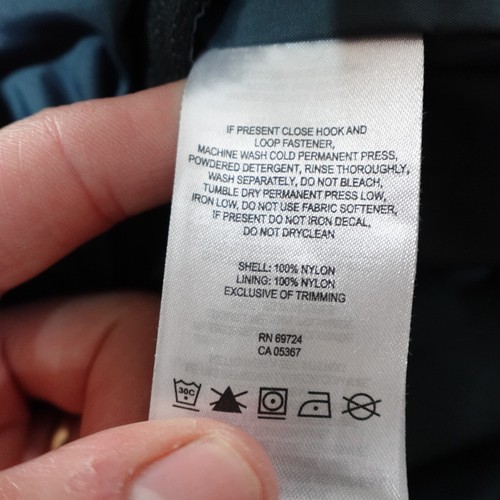 IF PRESENT CLOSE HOOK AND
LOOP FASTENER,
MACHINE WASH COLD PERMANENT PRESS,
POWDERED DETERGENT, RINSE THOROUGHLY,
WASH SEPARATELY, DO NOT BLEACH,
TUMBLE DRY PERMANENT PRESS LOW,
IRON LOW, DO NOT USE FABRIC SOFTENER,
IF PRESENT DO NOT IRON DECAL,
DO NOT DRYCLEAN
SHELL: 100% NYLON
LINING: 100% NYLON
EXCLUSIVE OF TRIMMING
RN 69724
CA 05367
30C